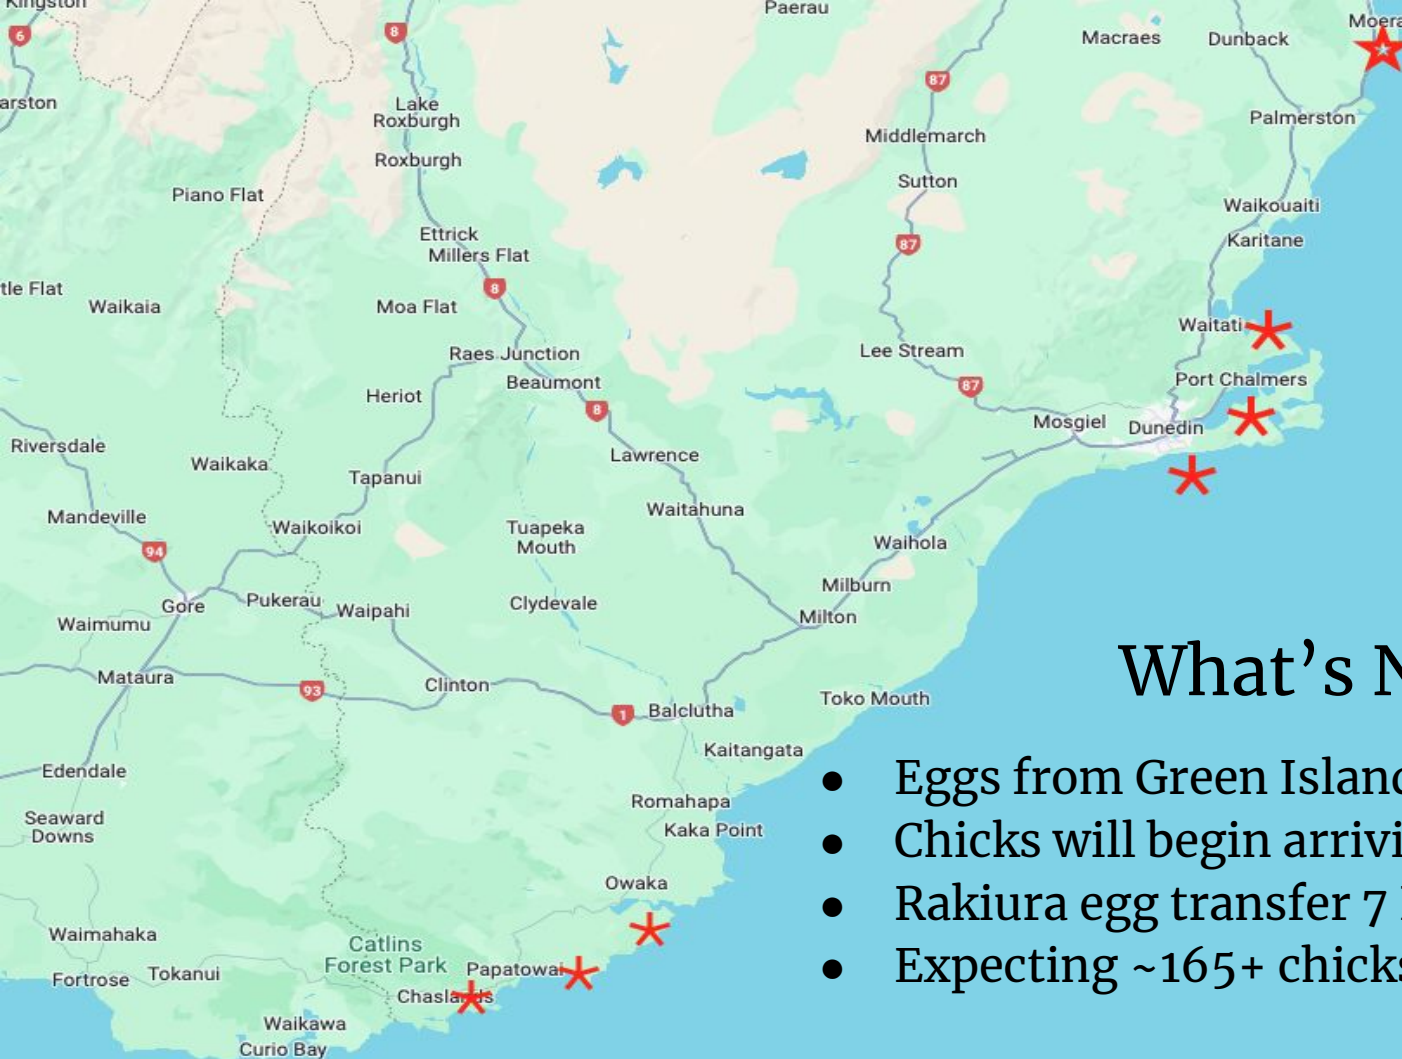 Kingston
Paerau
Moera
6
8
Macraes
Dunback
87
arston
Lake
Roxburgh
Palmerston
Middlemarch
Roxburgh
Sutton
Piano Flat
Waikouaiti
Ettrick
Karitane
87
Millers Flat
tle Flat
8
Waikaia
Moa Flat
Waitati
Raes Junction
Lee Stream
Beaumont
Port Chalmers
87
Heriot
8
Mosgiel
Dunedin
Riversdale
Lawrence
Waikaka
Tapanui
Waitahuna
Mandeville
Waikoikoi
Tuapeka
Mouth
Waihola
94
Milburn
Pukerau
Clydevale
Gore
Waipahi
Milton
Waimumu
What’s N
Mataura
Clinton
93
Toko Mouth
1
Balclutha
Kaitangata
Edendale
● Eggs from Green Island
Romahapa
Seaward
Downs
Kaka Point
● Chicks will begin arrivi
Owaka
● Rakiura egg transfer 7
Waimahaka
Catlins
Forest Park
Papatowai
● Expecting ~165+ chicks
Tokanui
Fortrose
Chaslands
Waikawa
Curio Bay